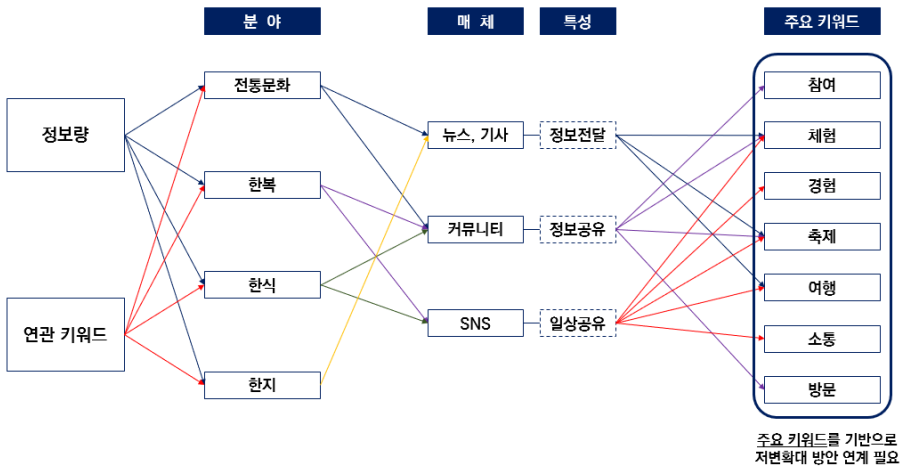 분 야
매 체
특성
주요 키워드
정보량
연관 키워드
전통문화
한복
한식
한지
뉴스, 기사
커뮤니티
SNS
정보전달
정보공유
일상공유
참여
체험
경험
축제
여행
소통
방문
주요 키워드를 기반으로
저변확대 방안 연계 필요